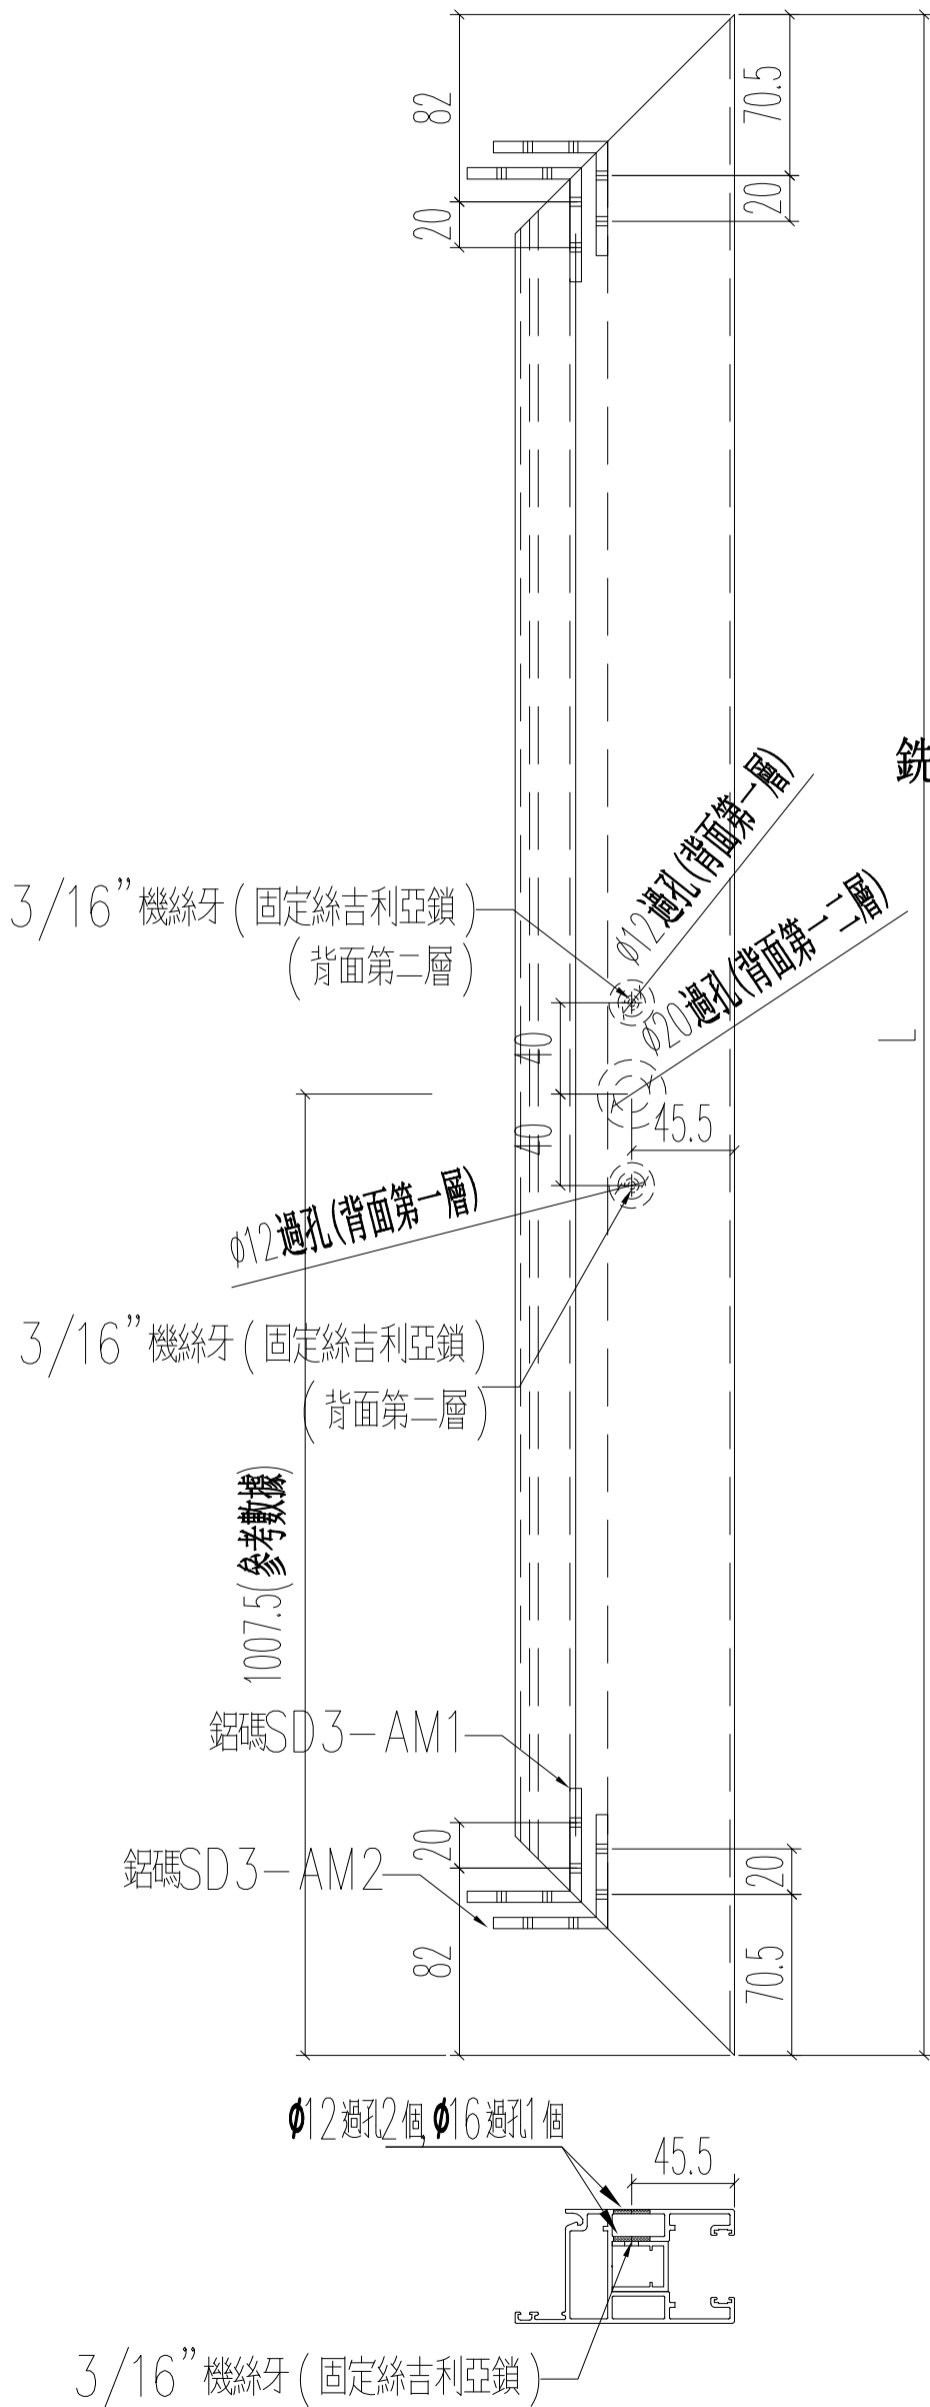 82
70.5
20
20
銑
ϕ12過孔(背面第一層)
3/16”機絲牙(固定絲吉利亞鎖)
(背面第二層)
ϕ20過孔(背面第一二層)
40
L
40
45.5
ϕ12過孔(背面第一層)
3/16”機絲牙(固定絲吉利亞鎖)
(背面第二層)
1007.5(參考數據)
鋁碼SD3-AM1
20
20
鋁碼SD3-AM2
82
70.5
ϕ12過孔2個,ϕ16過孔1個
45.5
3/16”機絲牙(固定絲吉利亞鎖)